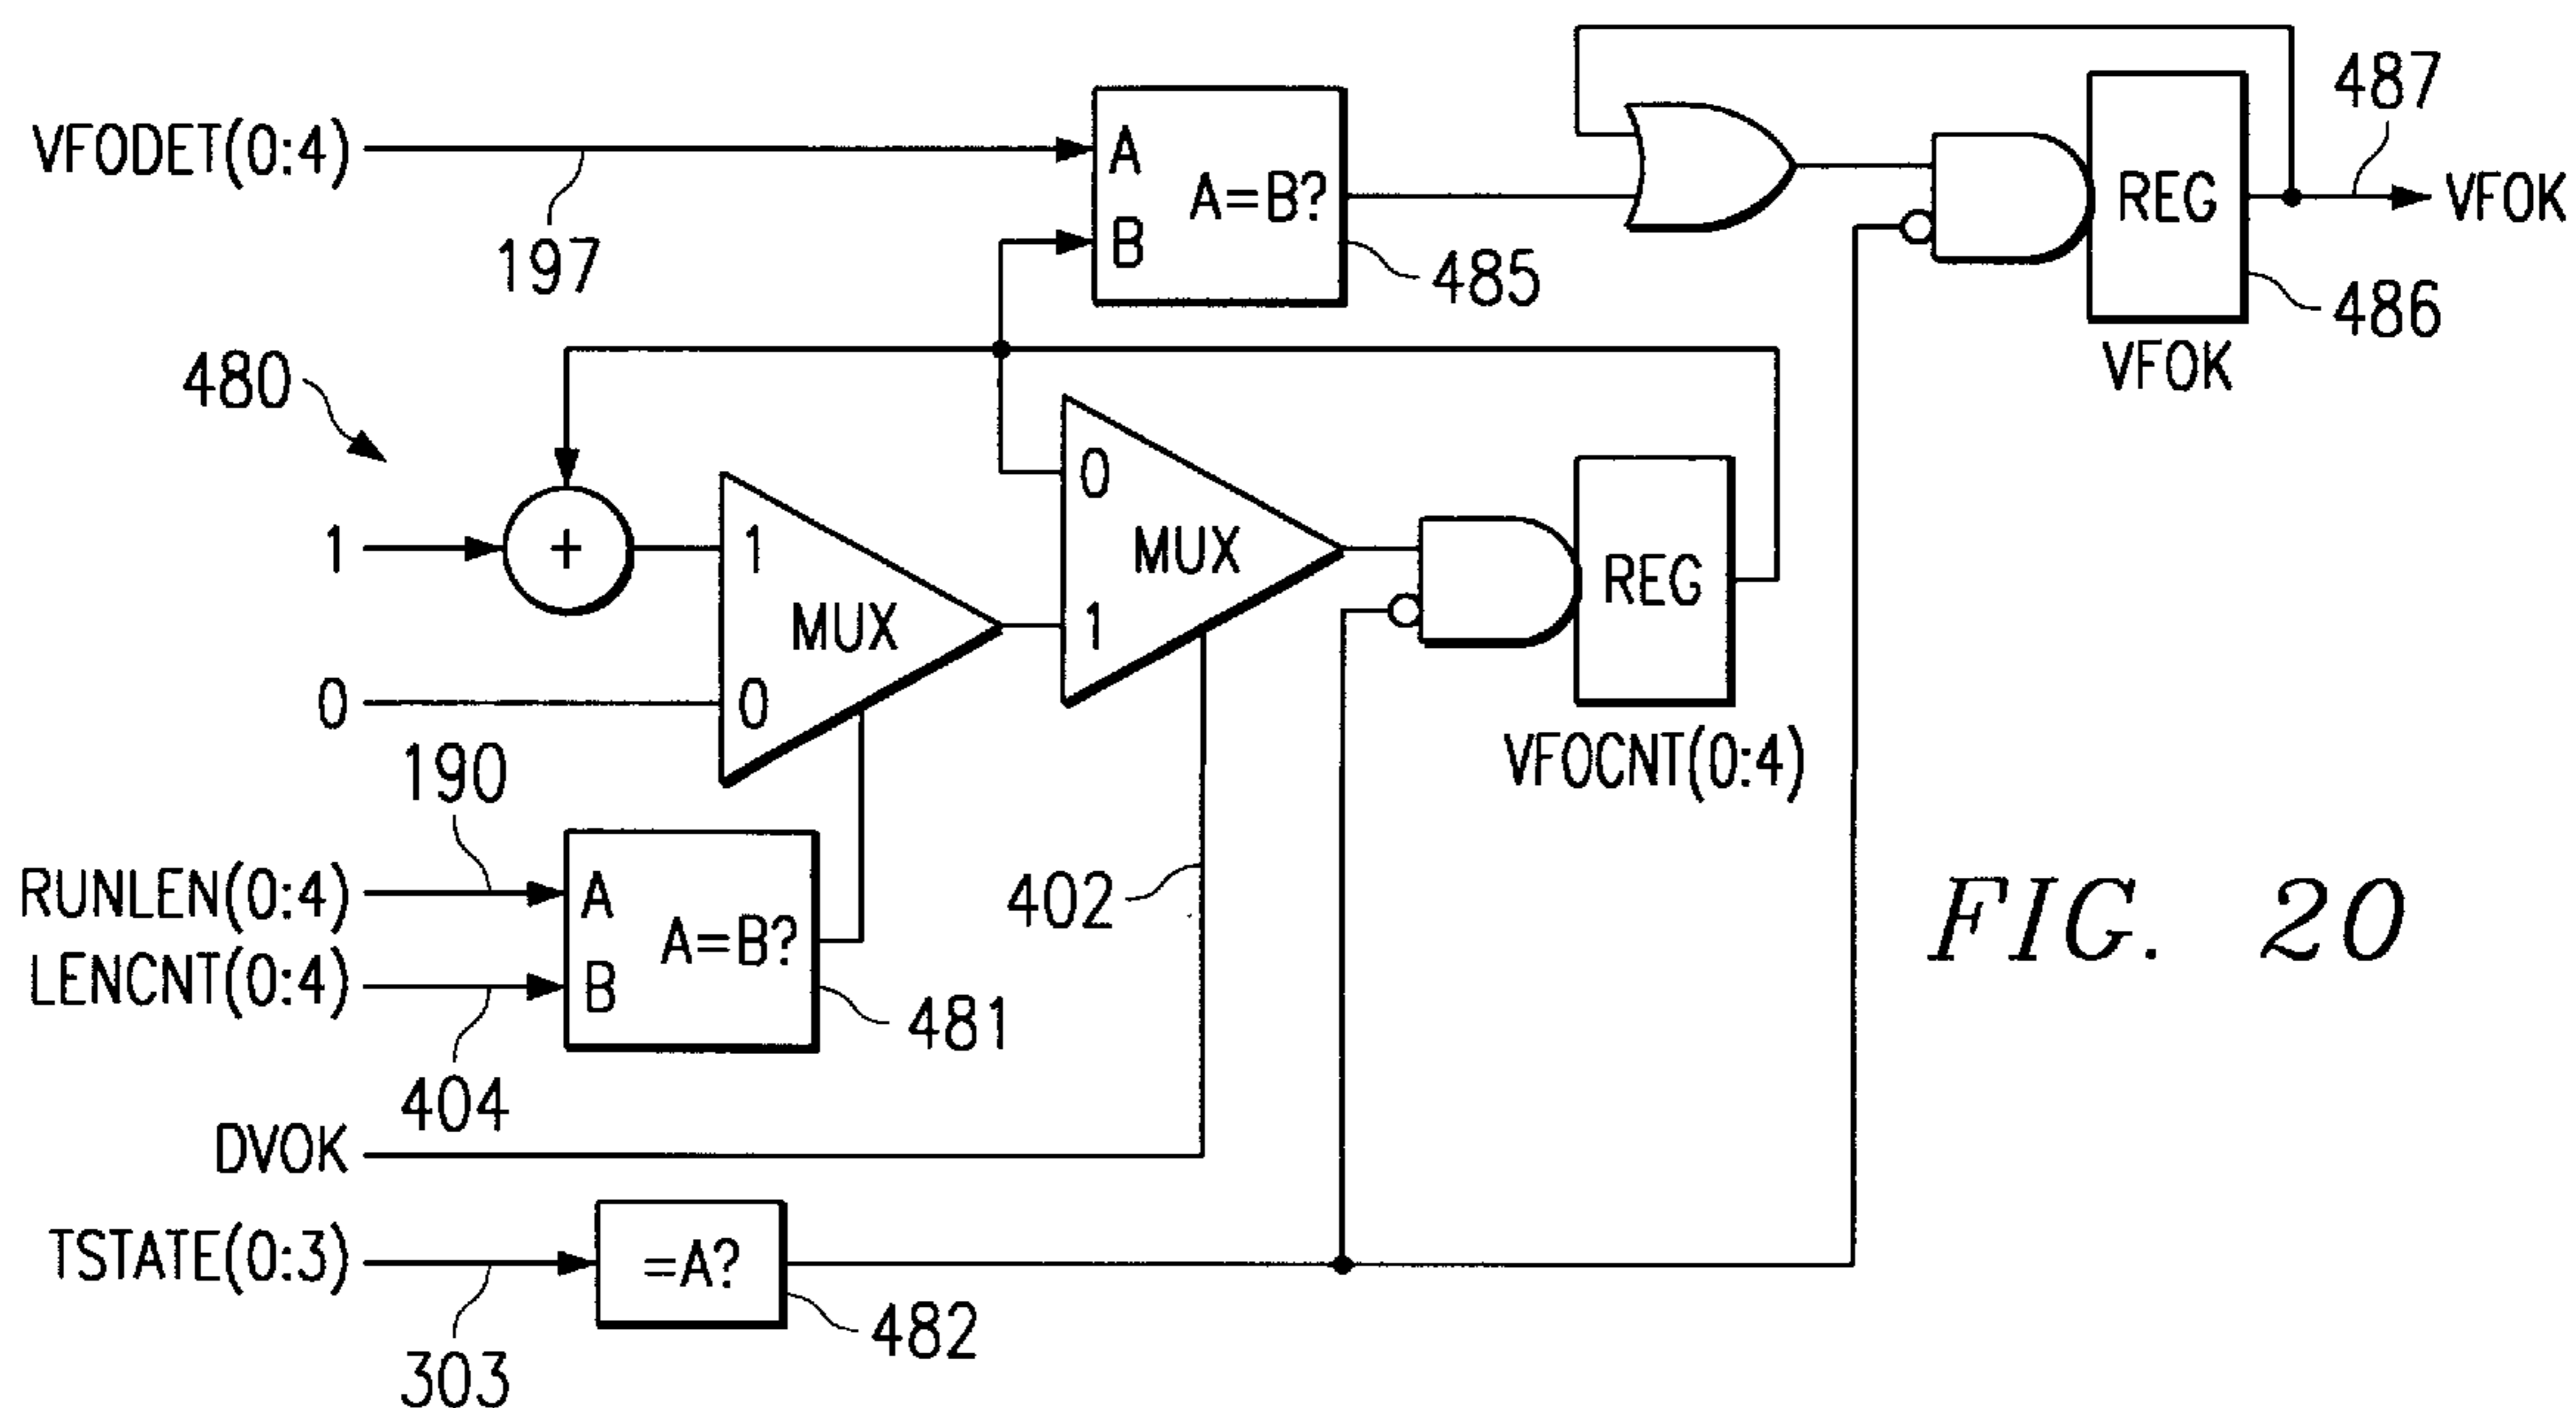 487
VFODET(0:4)
A
A=B?
B
REG
VFOK
197
485
486
VFOK
480
0
1
+
1
MUX
1
REG
MUX
0
0
1
VFOCNT(0:4)
190
RUNLEN(0:4)
A
A=B?
402
LENCNT(0:4)
B
481
FIG. 20
404
DVOK
TSTATE(0:3)
=A?
482
303